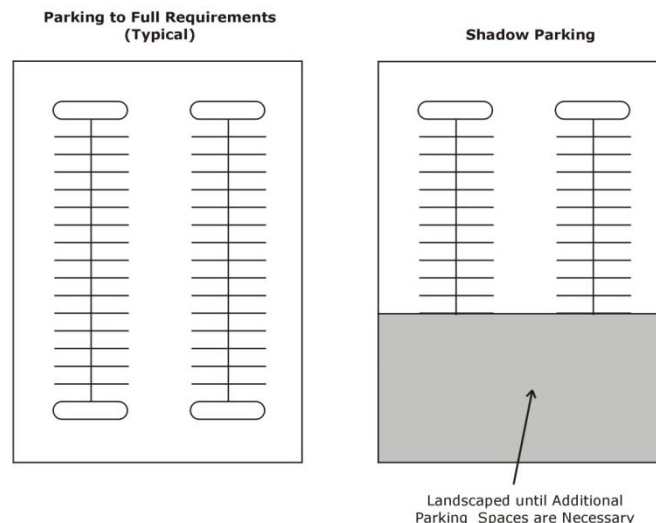 Parking to Full Requirements
(Typical)
Shadow Parking
Landscaped until Additional
Parking Spaces are Necessary